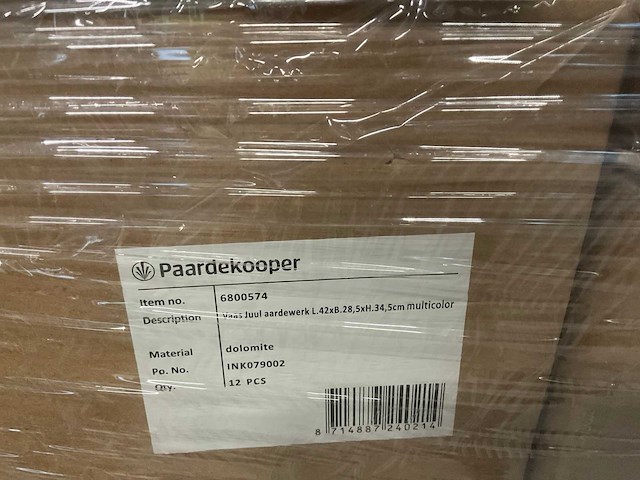 Paardekooper
Item no. 6800574
Description Vaas Juul aardewerk L.42xB.28,5xH.34,5cm multicolor
Material dolomite
Po. No. INK079002
Qty. 12 PCS
8 714887 240214